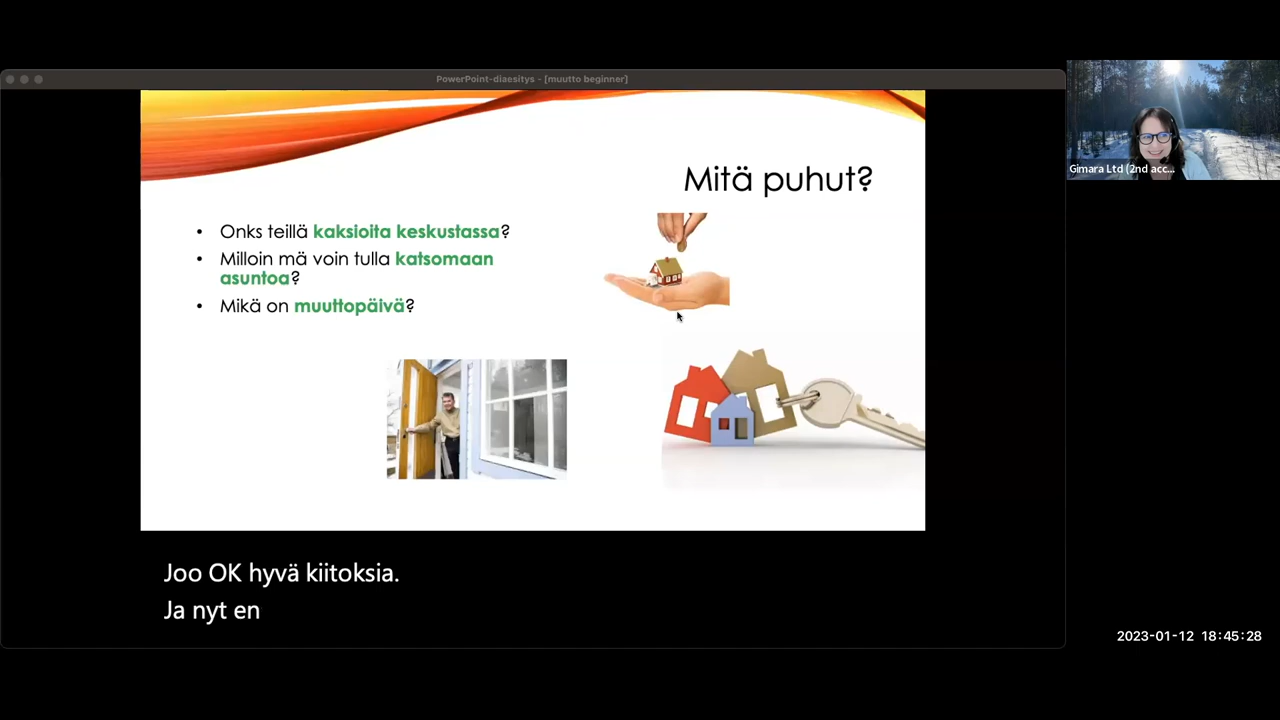 PowerPoint-diaesitys - [muutto beginner]
Gimara Ltd (2nd acc...
Mitä puhut?
• Onks teillä kaksioita keskustassa?
• Milloin mä voin tulla katsomaan
asuntoa?
• Mikä on muuttopäivä?
Joo OK hyvä kiitoksia.
Ja nyt en
2023-01-12 18:45:28